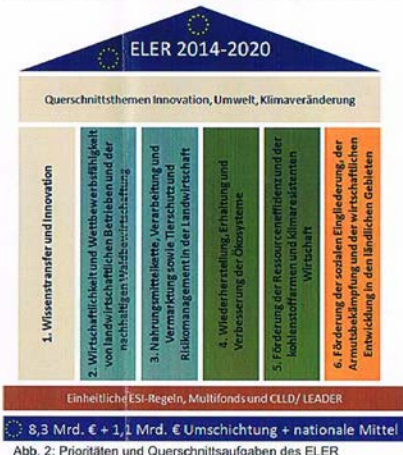 ELER 2014-2020
Querschnittsthemen Innovation, Umwelt, Klimaveränderung
1. Wissenstransfer und Innovation
2. Wirtschaftlichkeit und Wettbewerbsfähigkeit
von landwirtschaftlichen Betrieben und der
nachhaltigen Waldbewirtschaftung
3. Nahrungsmittelkette, Verarbeitung und
Vermarktung sowie Tierschutz und
Risikomanagement in der Landwirtschaft
4. Wiederherstellung, Erhaltung und
Verbesserung der Ökosysteme
5. Förderung der Ressourceneffizienz und der
kohlenstoffarmen und klimaresistenten
Wirtschaft
6. Förderung der sozialen Eingliederung, der
Armutsbekämpfung und der wirtschaftlichen
Entwicklung in den ländlichen Gebieten
Einheitliche ESI-Regeln, Multifonds und CLLD/ LEADER
8,3 Mrd. € + 1,1 Mrd. € Umschichtung + nationale Mittel
Abb. 2: Prioritäten und Querschnittsaufgaben des ELER